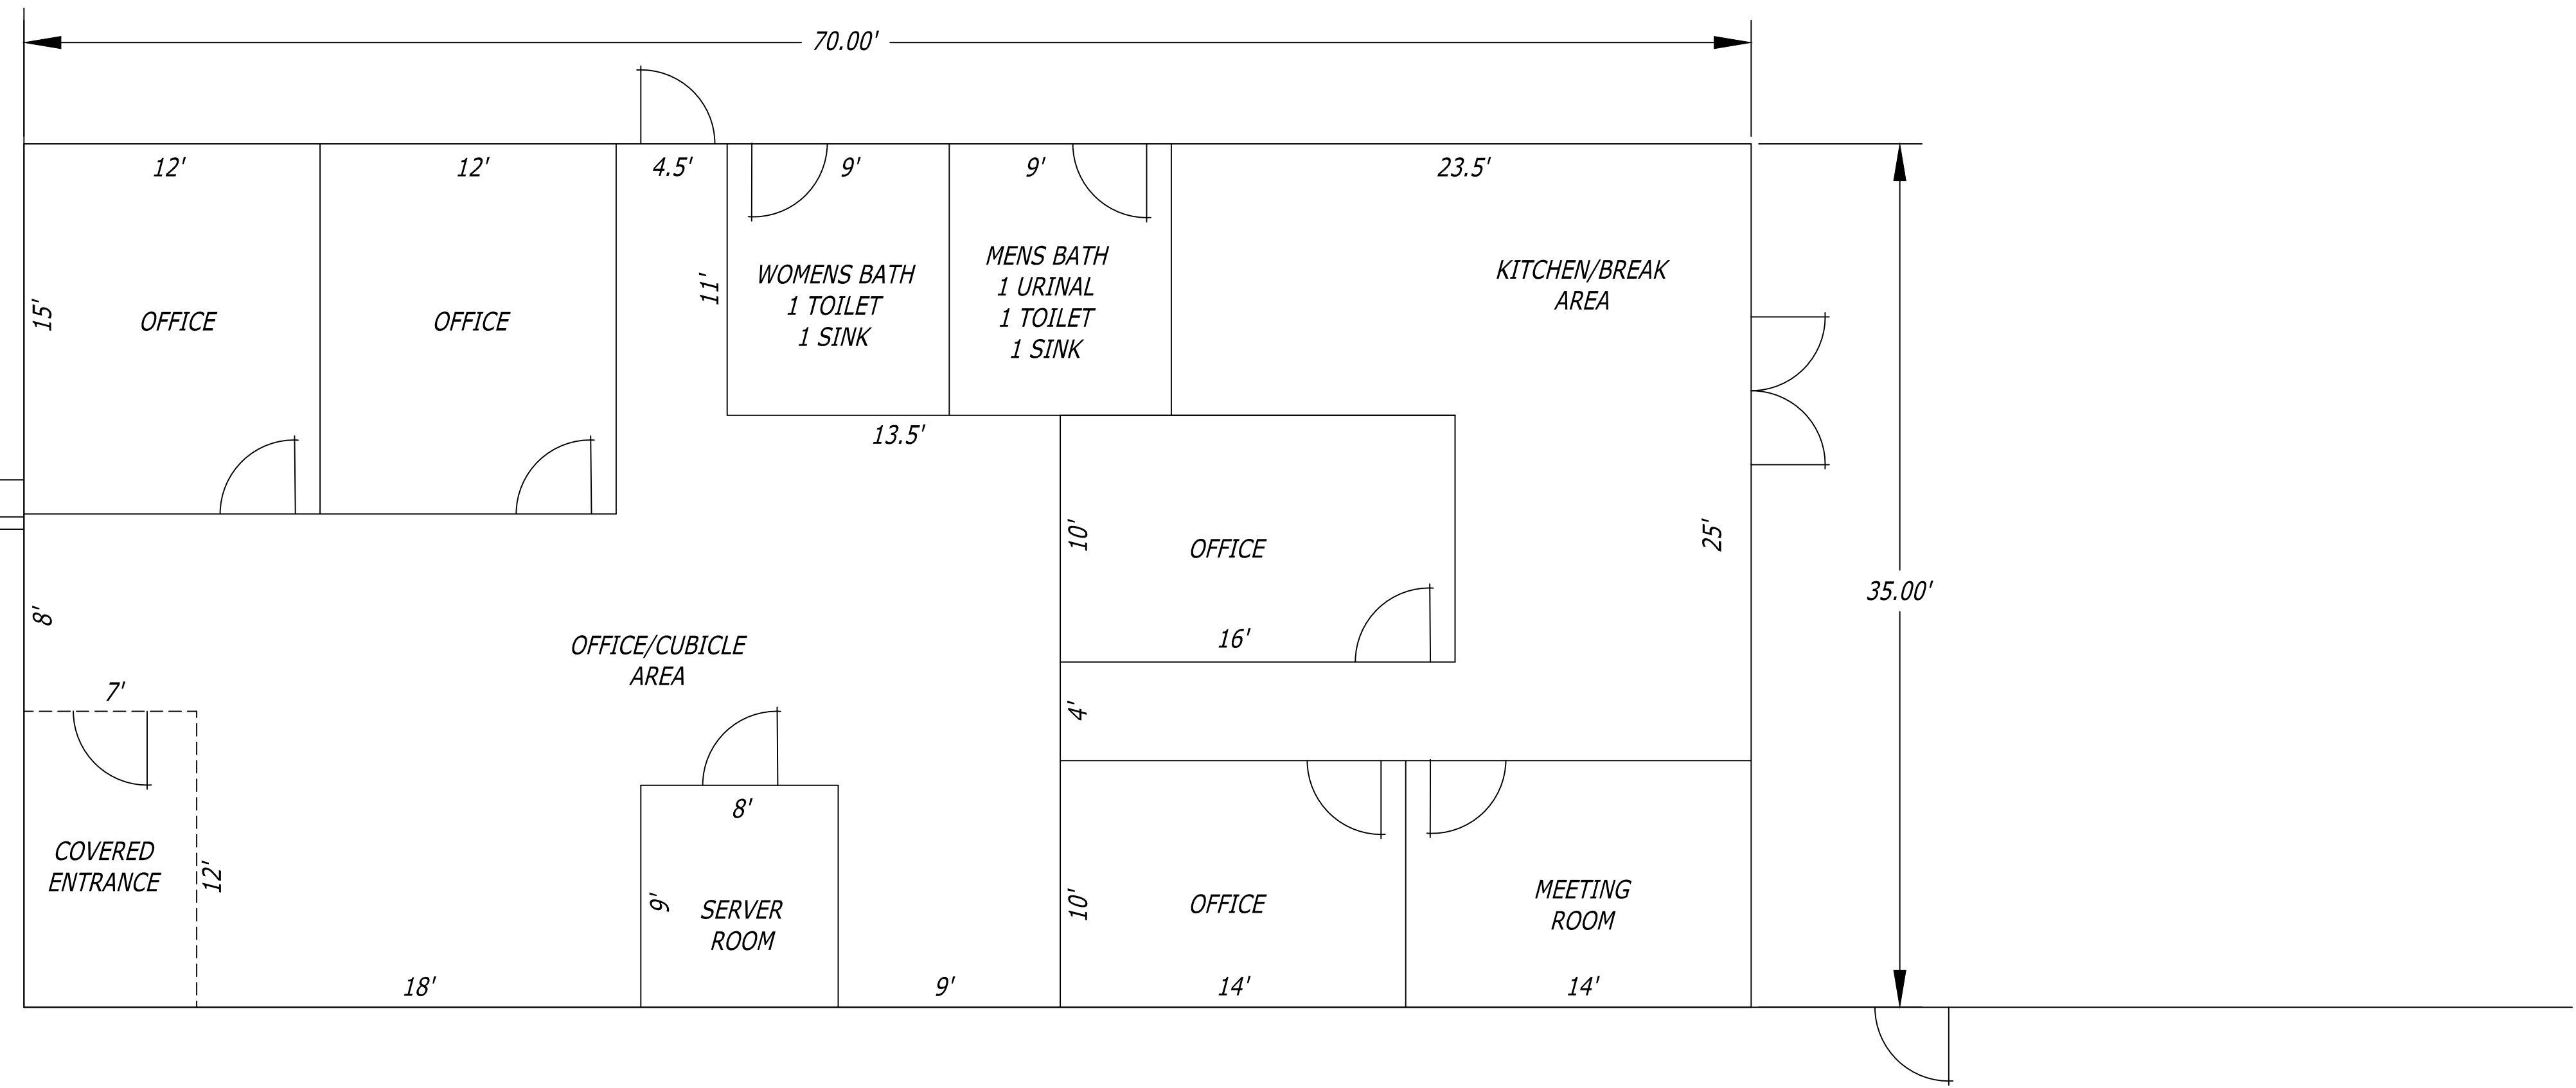 70.00'
12'
12'
4.5'
9'
9'
23.5'
15'
OFFICE
OFFICE
11'
WOMENS BATH
1 TOILET
1 SINK
MENS BATH
1 URINAL
1 TOILET
1 SINK
KITCHEN/BREAK
AREA
13.5'
10'
OFFICE
16'
25'
35.00'
8'
7'
OFFICE/CUBICLE
AREA
4'
COVERED
ENTRANCE
12'
18'
8'
9'
SERVER
ROOM
9'
10'
OFFICE
14'
MEETING
ROOM
14'